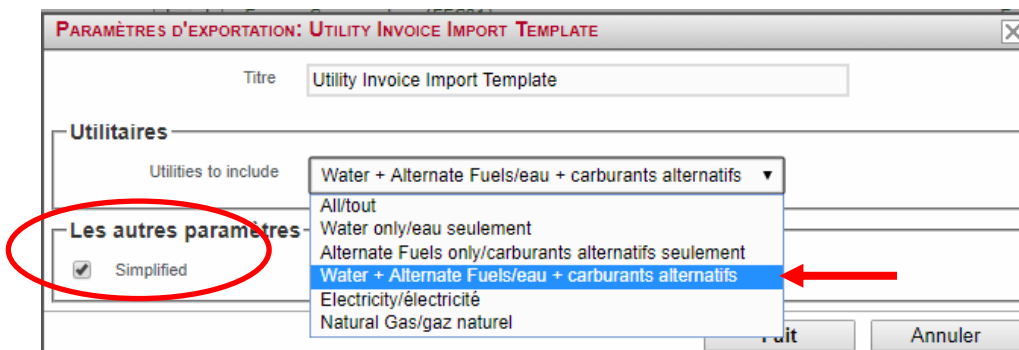 PARAMÈTRES D'EXPORTATION: UTILITY INVOICE IMPORT TEMPLATE
Titre Utility Invoice Import Template
Utilitaires
Utilities to include Water + Alternate Fuels/eau + carburants alternatifs
All/tout
Les autres paramètres Water only/eau seulement
Alternate Fuels only/carburants alternatifs seulement
Simplified Water + Alternate Fuels/eau + carburants alternatifs
Electricity/électricité
Natural Gas/gaz naturel
Annuler